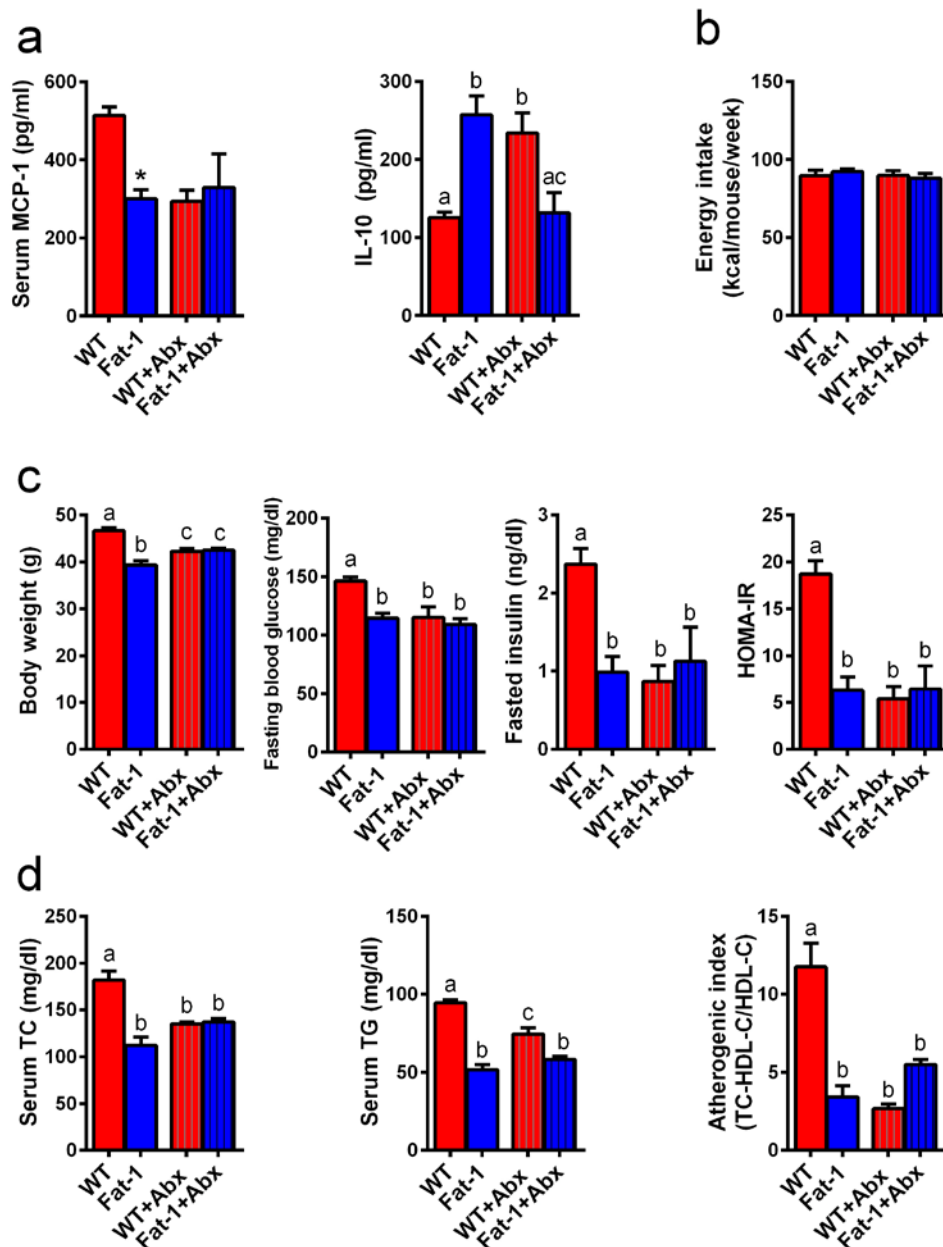 a
Serum MCP-1 (pg/ml)
600
400
200
0
*
WT
Fat-1
WT+Abx
Fat-1+Abx
IL-10 (pg/ml)
300
200
100
0
a
b
b
ac
WT
Fat-1
WT+Abx
Fat-1+Abx
b
Energy intake
(kcal/mouse/week)
150
100
50
0
WT
Fat-1
WT+Abx
Fat-1+Abx
c
Body weight (g)
50
40
30
20
10
0
a
b
c
c
WT
Fat-1
WT+Abx
Fat-1+Abx
Fasting blood glucose (mg/dl)
200
150
100
50
0
a
b
b
b
WT
Fat-1
WT+Abx
Fat-1+Abx
Fasted insulin (ng/dl)
3
2
1
0
a
b
b
b
WT
Fat-1
WT+Abx
Fat-1+Abx
HOMA-IR
25
20
15
10
5
0
a
b
b
b
WT
Fat-1
WT+Abx
Fat-1+Abx
d
Serum TC (mg/dl)
250
200
150
100
50
0
a
b
b
b
WT
Fat-1
WT+Abx
Fat-1+Abx
Serum TG (mg/dl)
150
100
50
0
a
b
c
b
WT
Fat-1
WT+Abx
Fat-1+Abx
Atherogenic index
(TC-HDL-C/HDL-C)
15
10
5
0
a
b
b
b
WT
Fat-1
WT+Abx
Fat-1+Abx